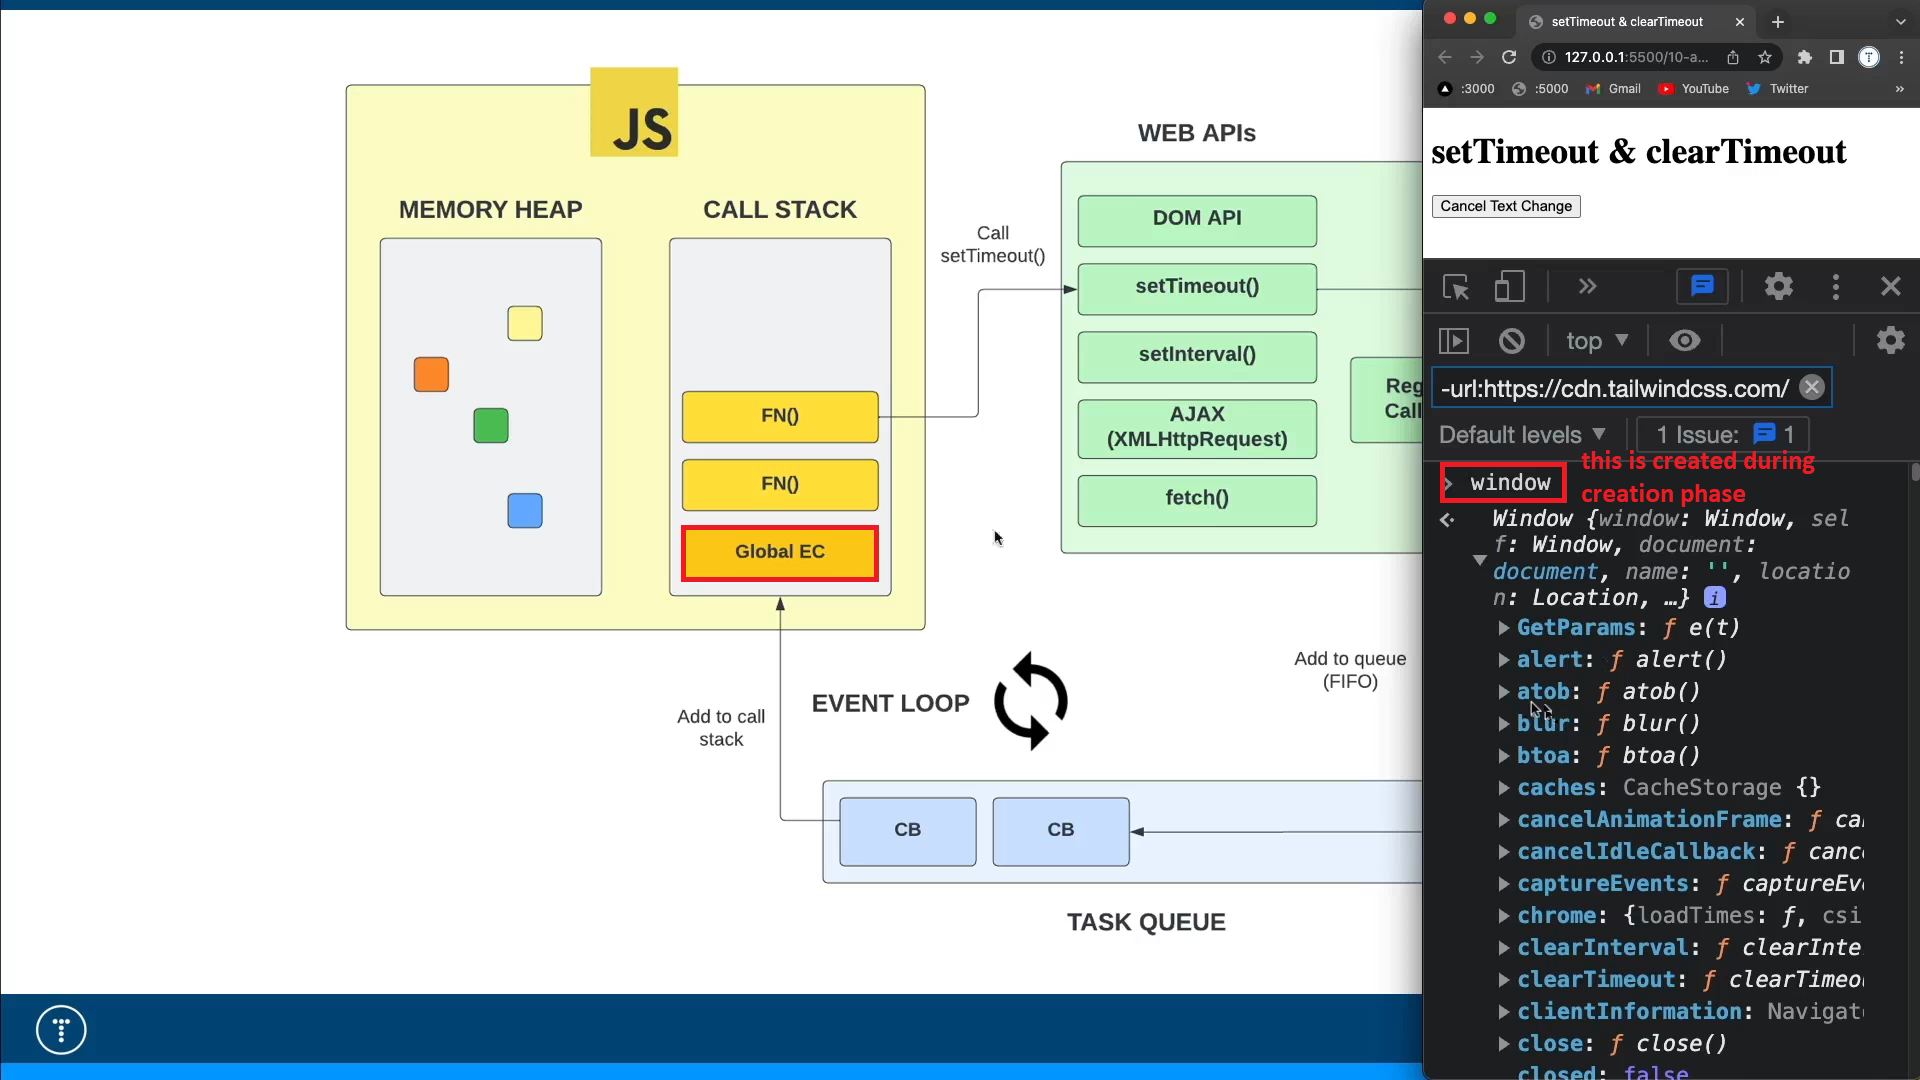 JS
MEMORY HEAP
CALL STACK
FN()
FN()
Global EC
Call
setTimeout()
WEB APIs
DOM API
setTimeout()
setInterval()
AJAX
(XMLHttpRequest)
fetch()
Reg
Call
Add to queue
(FIFO)
EVENT LOOP
Add to call
stack
CB
CB
TASK QUEUE
setTimeout & clearTimeout
127.0.0.1:5500/10-a...
:3000
:5000
Gmail
YouTube
Twitter
»
setTimeout & clearTimeout
Cancel Text Change
top
-url:https://cdn.tailwindcss.com/
Default levels
1 Issue:
1
this is created during
creation phase
window
Window {window: Window, sel
f: Window, document:
document, name: '', locatio
n: Location, …} i
GetParams: ƒ e(t)
alert: ƒ alert()
atob: ƒ atob()
blur: ƒ blur()
btoa: ƒ btoa()
caches: CacheStorage {}
cancelAnimationFrame: ƒ ca
cancelIdleCallback: ƒ canc
captureEvents: ƒ captureEv
chrome: {loadTimes: ƒ, csi
clearInterval: ƒ clearInte
clearTimeout: ƒ clearTimeo
clientInformation: Navigat
close: ƒ close()
closed: false